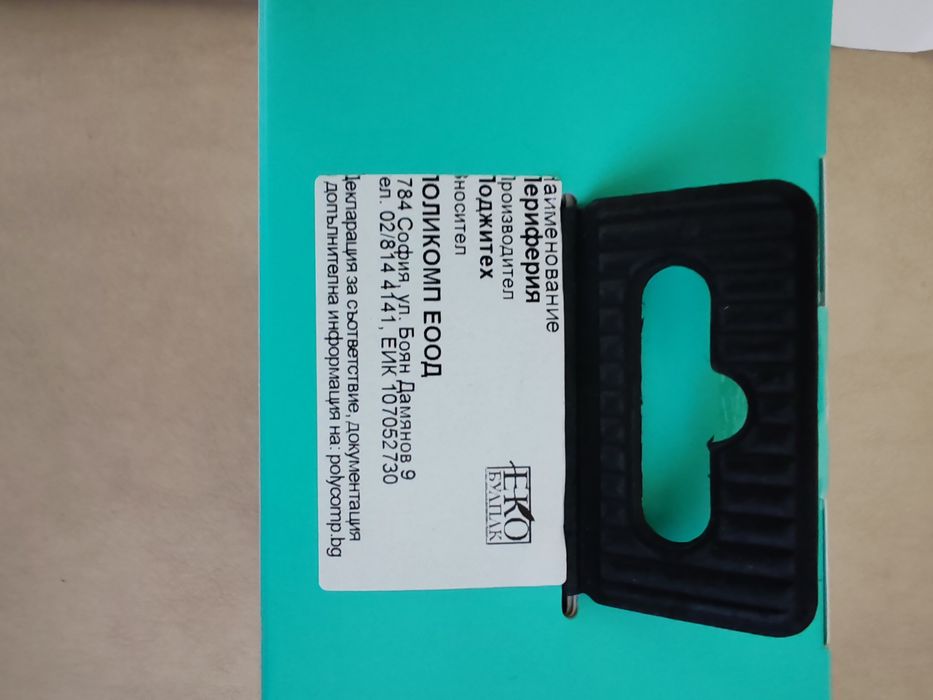 аименование
Периферия
Производител
Лоджитех
Вносител
ПОЛИКОМП ЕООД
784 София, ул. Боян Дамянов 9
ел. 02/814 4141, ЕИК 107052730
Декларация за съответствие, документация
допълнителна информация на: polycomp.bg
ЕКО
БУЛПАК